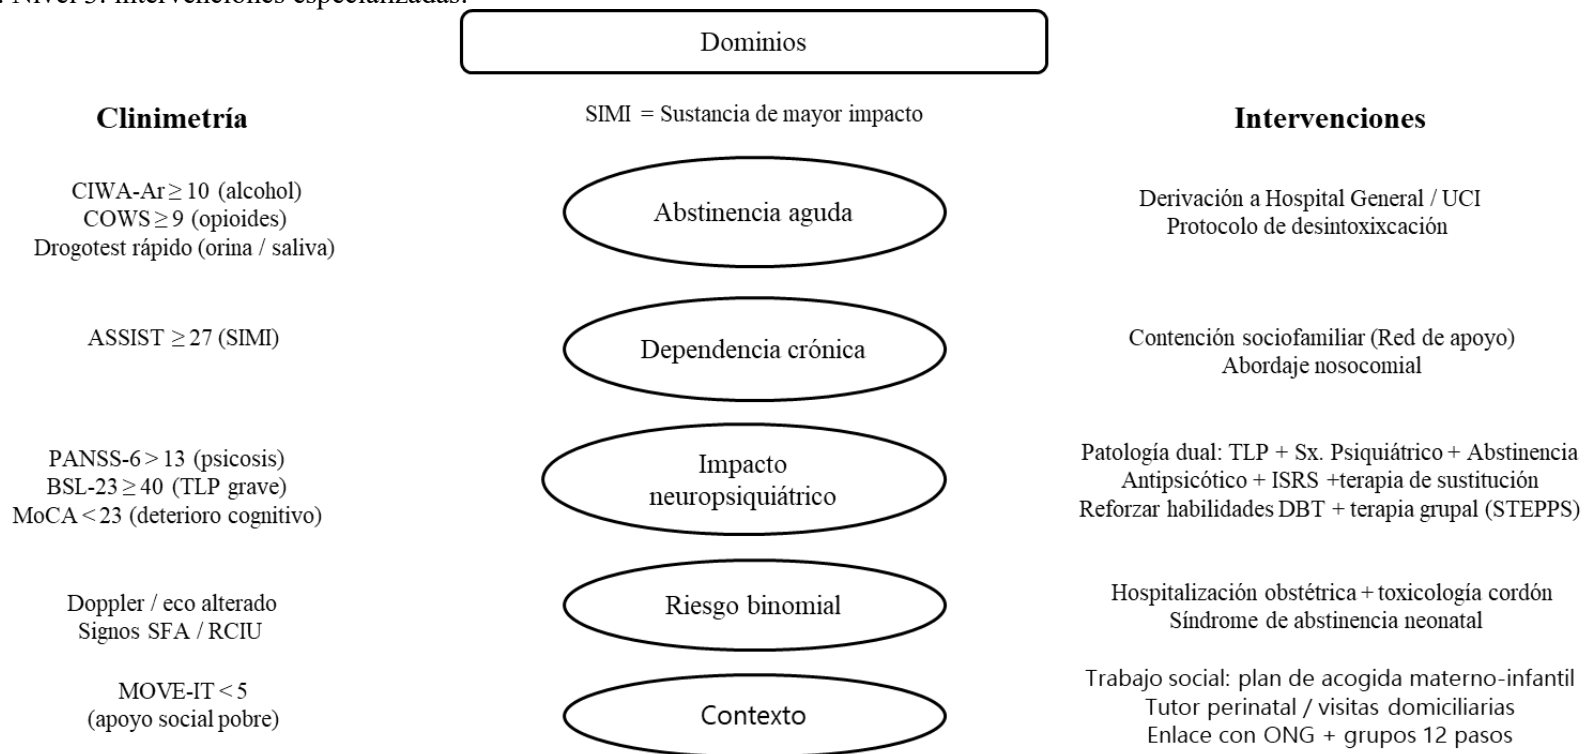 Nivel 3. Intervenciones especializadas.
Dominios
Clinimetría
SIMI = Sustancia de mayor impacto
Intervenciones
CIWA-Ar ≥ 10 (alcohol)
COWS ≥ 9 (opioides)
Drogotest rápido (orina / saliva)
Abstinencia aguda
Derivación a Hospital General / UCI
Protocolo de desintoxixcación
ASSIST ≥ 27 (SIMI)
Dependencia crónica
Contención sociofamiliar (Red de apoyo)
Abordaje nosocomial
PANSS-6 > 13 (psicosis)
BSL-23 ≥ 40 (TLP grave)
MoCA < 23 (deterioro cognitivo)
Impacto
neuropsiquiátrico
Patología dual: TLP + Sx. Psiquiátrico + Abstinencia
Antipsicótico + ISRS +terapia de sustitución
Reforzar habilidades DBT + terapia grupal (STEPPS)
Doppler / eco alterado
Signos SFA / RCIU
Riesgo binomial
Hospitalización obstétrica + toxicología cordón
Síndrome de abstinencia neonatal
MOVE-IT < 5
(apoyo social pobre)
Contexto
Trabajo social: plan de acogida materno-infantil
Tutor perinatal / visitas domiciliarias
Enlace con ONG + grupos 12 pasos